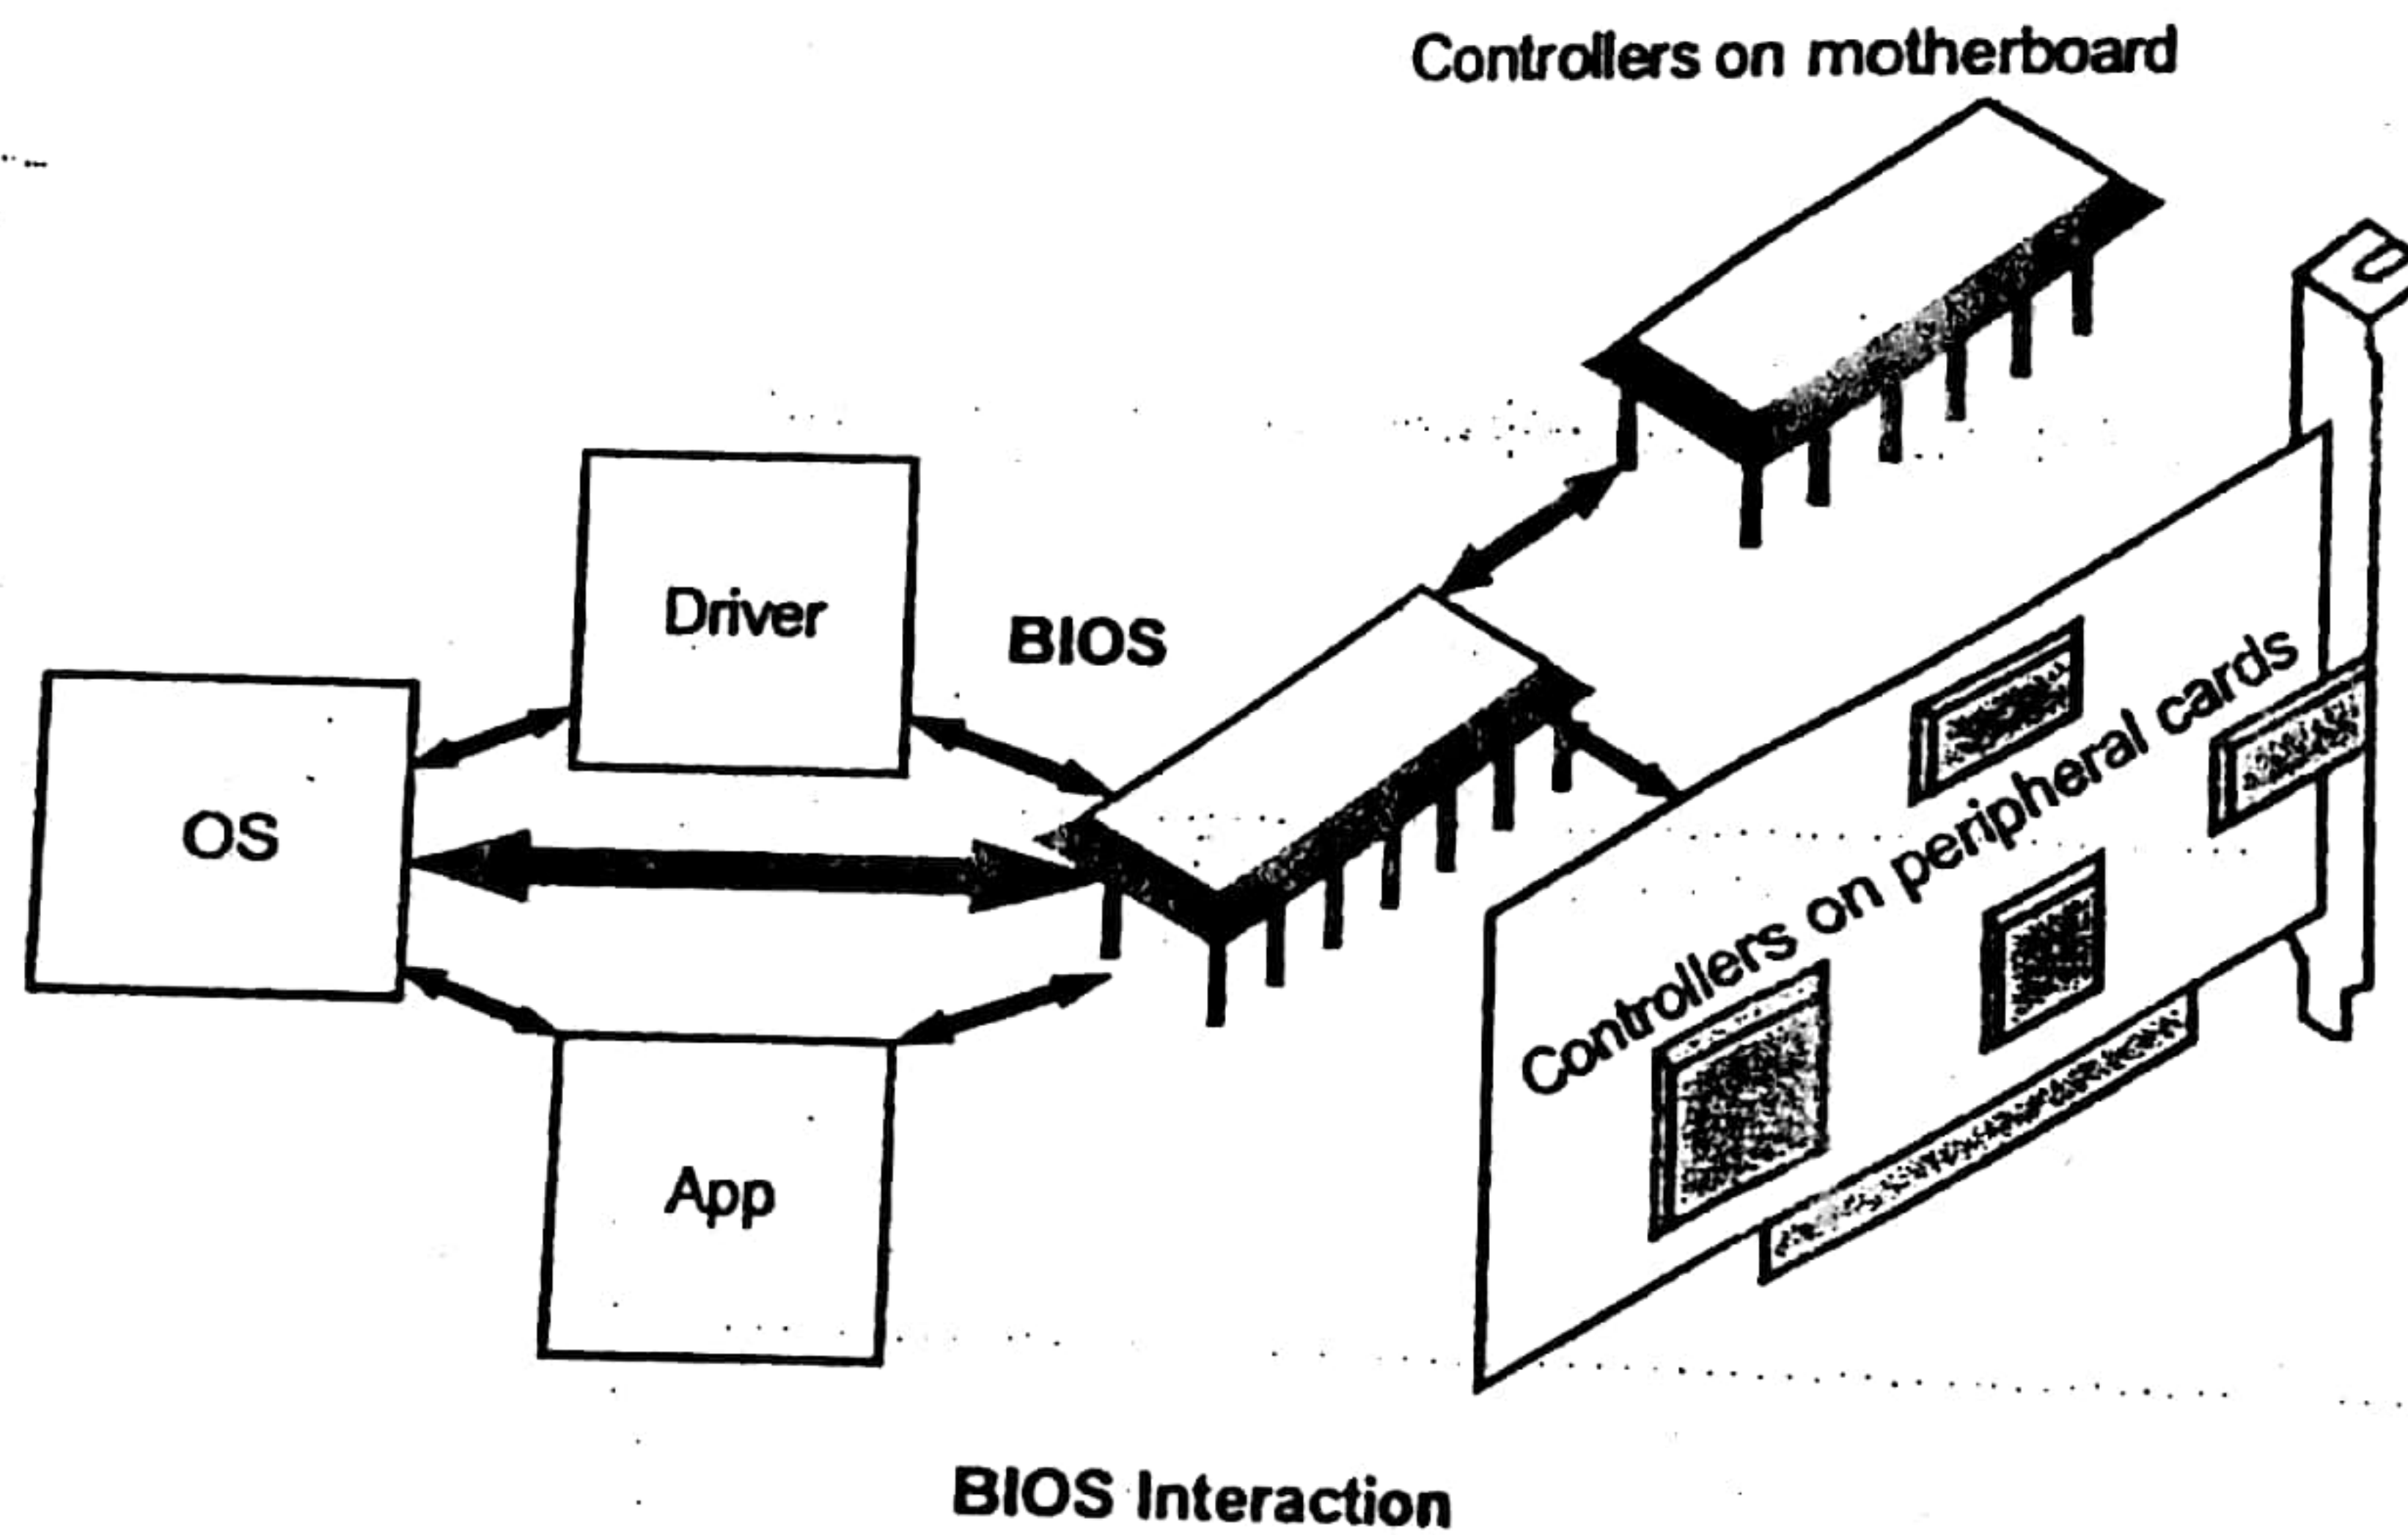 Controllers on motherboard
Driver
BIOS
OS
Controllers on peripheral cards
App
BIOS Interaction